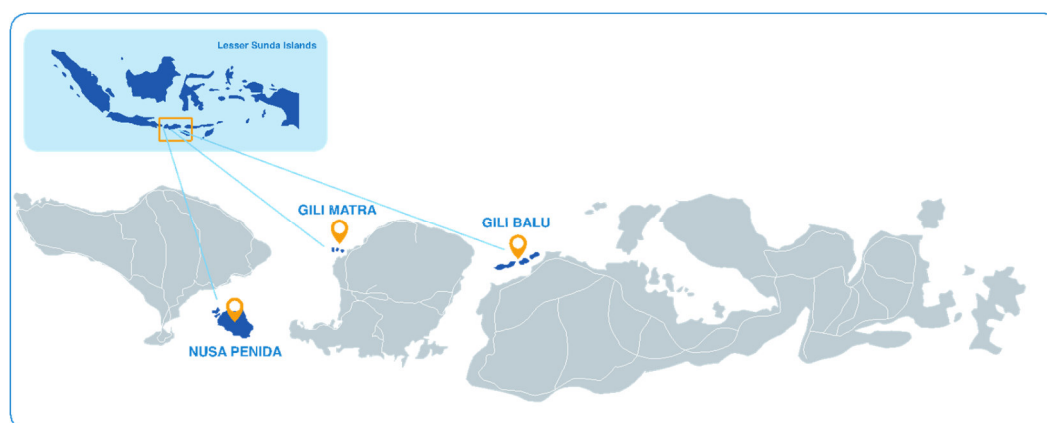 Lesser Sunda Islands
GILI MATRA
GILI BALU
NUSA PENIDA